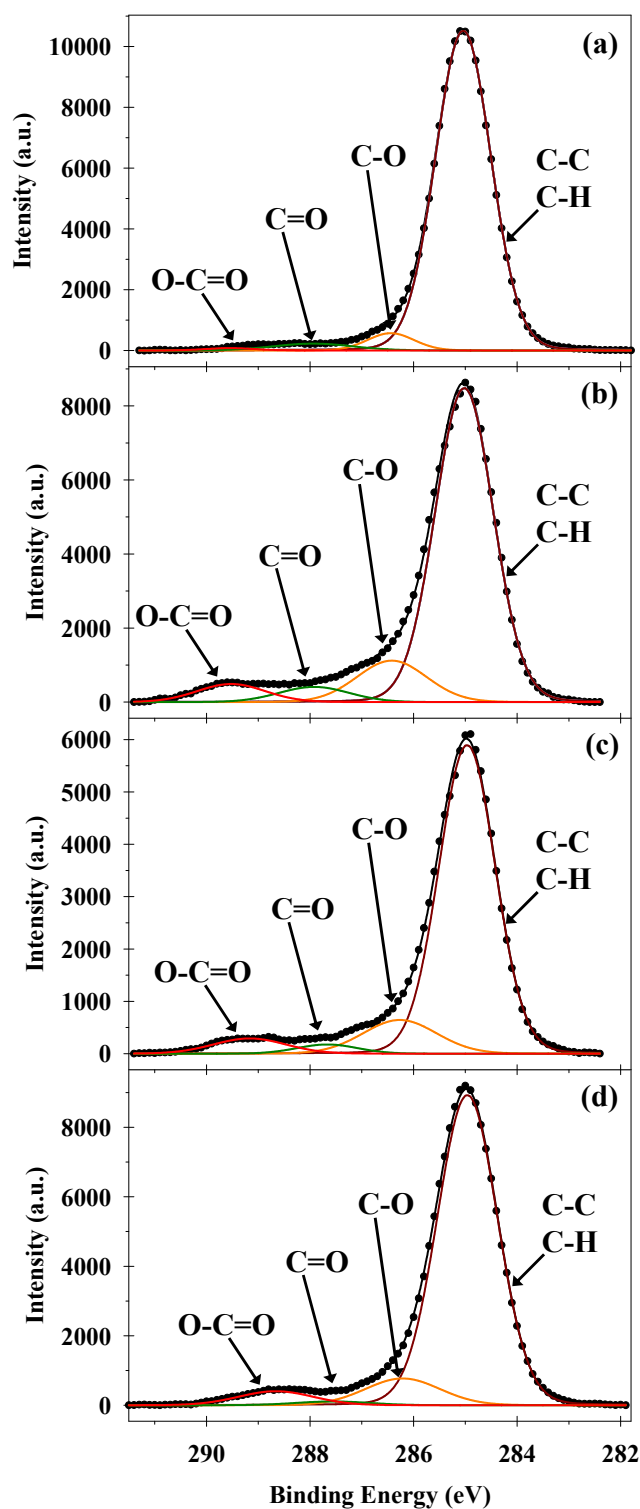 (a)
10000
8000
6000
4000
2000
0
Intensity (a.u.)
C-O
C=O
O-C=O
C-C
C-H
(b)
8000
6000
4000
2000
0
Intensity (a.u.)
C-O
C=O
O-C=O
C-C
C-H
(c)
6000
5000
4000
3000
2000
1000
0
Intensity (a.u.)
C-O
C=O
O-C=O
C-C
C-H
(d)
8000
6000
4000
2000
0
Intensity (a.u.)
C-O
C=O
O-C=O
C-C
C-H
290 288 286 284 282
Binding Energy (eV)